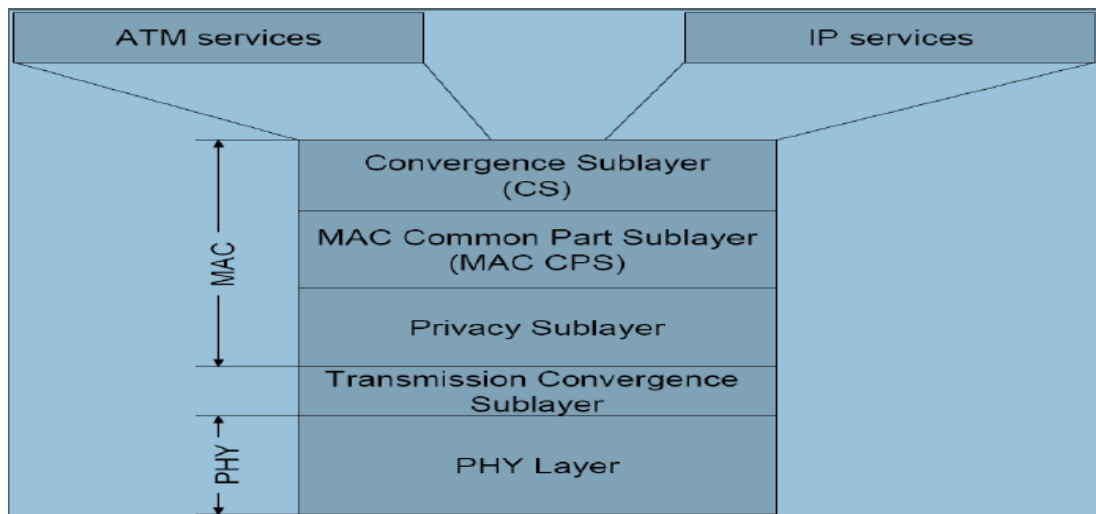 ATM services
IP services
Convergence Sublayer
(CS)
MAC Common Part Sublayer
(MAC CPS)
Privacy Sublayer
Transmission Convergence
Sublayer
PHY Layer
MAC
PHY